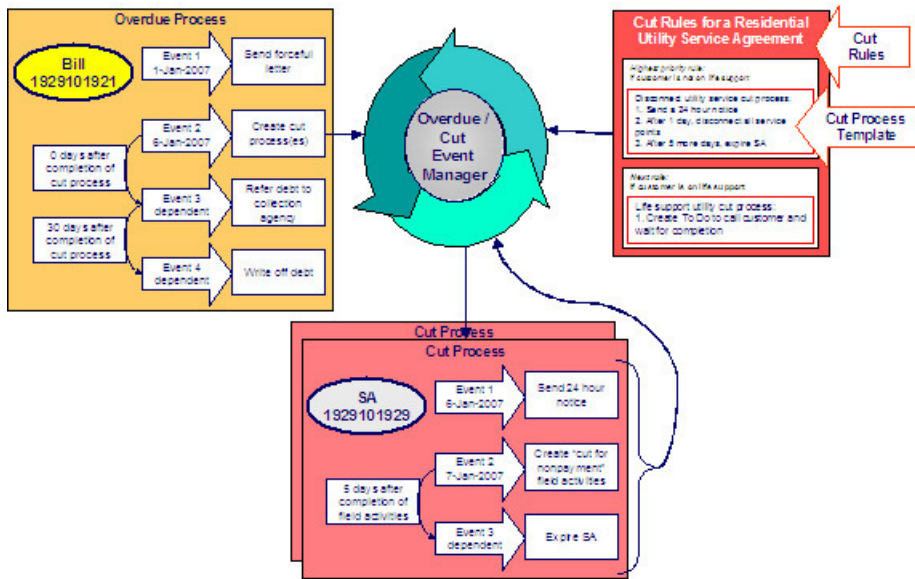 Overdue Process
Bill
1929101921
Event 1
1-Jan-2007
Send forceful
letter
Event 2
6-Jan-2007
Create cut
process(es)
0 days after
completion of
cut process
Event 3
dependent
Refer debt to
collection
agency
30 days after
completion of
cut process
Event 4
dependent
Write off debt
Overdue /
Cut
Event
Manager
Cut Rules for a Residential
Utility Service Agreement
Highest priority rule:
If customer is no on life support
Disconnect utility service cut process:
1. Send a 24 hour notice
2. After 1 day, disconnect all service
points
3. After 5 more days, expire SA
Next rule:
If customer is on life support
Life support utility cut process:
1. Create To Do to call customer and
wait for completion
Cut
Rules
Cut Process
Template
Cut Process
Cut Process
SA
1929101929
Event 1
6-Jan-2007
Send 24 hour
notice
Event 2
7-Jan-2007
Create "cut for
nonpayment"
field activities
5 days after
completion of
field activities
Event 3
dependent
Expire SA